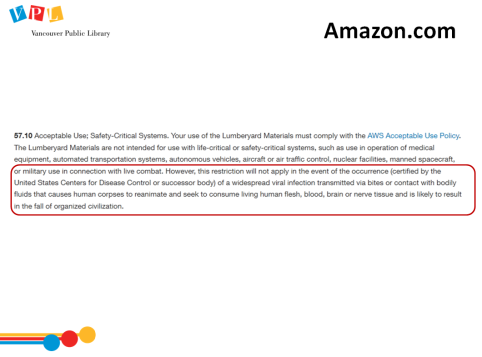 VPL
Vancouver Public Library
Amazon.com
57.10 Acceptable Use; Safety-Critical Systems. Your use of the Lumberyard Materials must comply with the AWS Acceptable Use Policy.
The Lumberyard Materials are not intended for use with life-critical or safety-critical systems, such as use in operation of medical
equipment, automated transportation systems, autonomous vehicles, aircraft or air traffic control, nuclear facilities, manned spacecraft,
or military use in connection with live combat. However, this restriction will not apply in the event of the occurrence (certified by the
United States Centers for Disease Control or successor body) of a widespread viral infection transmitted via bites or contact with bodily
fluids that causes human corpses to reanimate and seek to consume living human flesh, blood, brain or nerve tissue and is likely to result
in the fall of organized civilization.